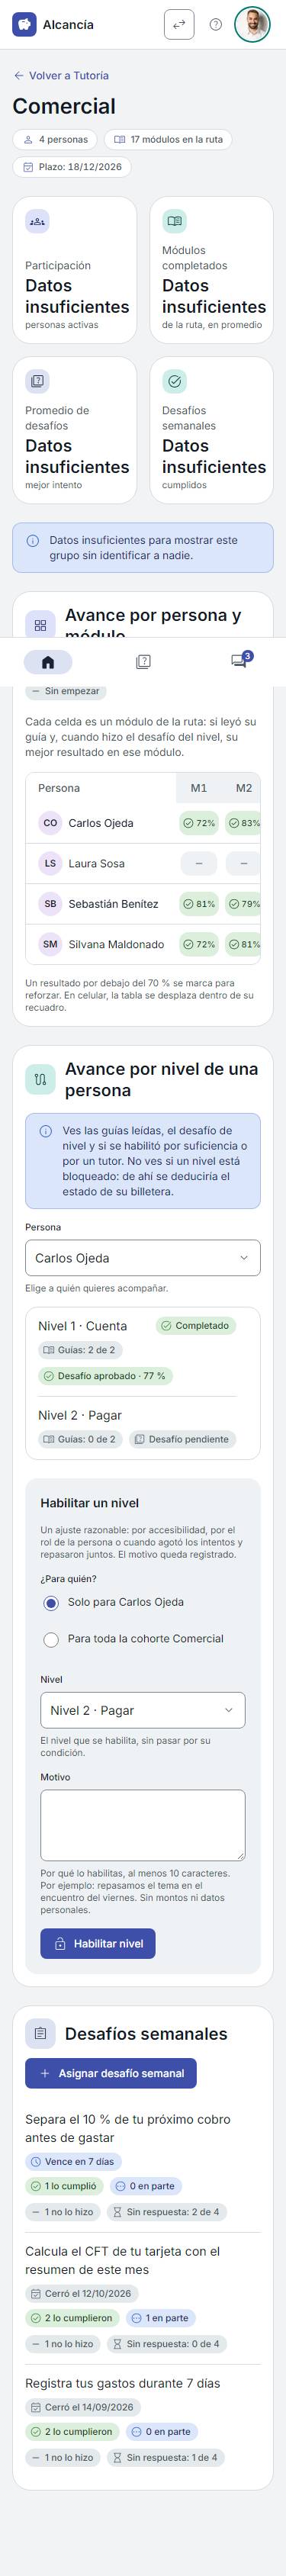 Alcancía
← Volver a Tutoría
Comercial
4 personas
17 módulos en la ruta
Plazo: 18/12/2026
Participación
Datos
insuficientes
personas activas
Módulos
completados
Datos
insuficientes
de la ruta, en promedio
Promedio de
desafíos
Datos
insuficientes
mejor intento
Desafíos
semanales
Datos
insuficientes
cumplidos
Datos insuficientes para mostrar este
grupo sin identificar a nadie.
Avance por persona y
módulo
3
Sin empezar
Cada celda es un módulo de la ruta: si leyó su
guía y, cuando hizo el desafío del nivel, su
mejor resultado en ese módulo.
Persona M1 M2
CO Carlos Ojeda 72% 83%
LS Laura Sosa – –
SB Sebastián Benítez 81% 79%
SM Silvana Maldonado 72% 81%
Un resultado por debajo del 70 % se marca para
reforzar. En celular, la tabla se desplaza dentro de su
recuadro.
Avance por nivel de una
persona
Ves las guías leídas, el desafío de
nivel y si se habilitó por suficiencia o
por un tutor. No ves si un nivel está
bloqueado: de ahí se deduciría el
estado de su billetera.
Persona
Carlos Ojeda
Elige a quién quieres acompañar.
Nivel 1 · Cuenta
Completado
Guías: 2 de 2
Desafío aprobado · 77 %
Nivel 2 · Pagar
Guías: 0 de 2
Desafío pendiente
Habilitar un nivel
Un ajuste razonable: por accesibilidad, por el
rol de la persona o cuando agotó los intentos y
repasaron juntos. El motivo queda registrado.
¿Para quién?
Solo para Carlos Ojeda
Para toda la cohorte Comercial
Nivel
Nivel 2 · Pagar
El nivel que se habilita, sin pasar por su
condición.
Motivo
Por qué lo habilitas, al menos 10 caracteres.
Por ejemplo: repasamos el tema en el
encuentro del viernes. Sin montos ni datos
personales.
Habilitar nivel
Desafíos semanales
+ Asignar desafío semanal
Separa el 10 % de tu próximo cobro
antes de gastar
Vence en 7 días
1 lo cumplió
0 en parte
1 no lo hizo
Sin respuesta: 2 de 4
Calcula el CFT de tu tarjeta con el
resumen de este mes
Cerró el 12/10/2026
2 lo cumplieron
1 en parte
1 no lo hizo
Sin respuesta: 0 de 4
Registra tus gastos durante 7 días
Cerró el 14/09/2026
2 lo cumplieron
0 en parte
1 no lo hizo
Sin respuesta: 1 de 4